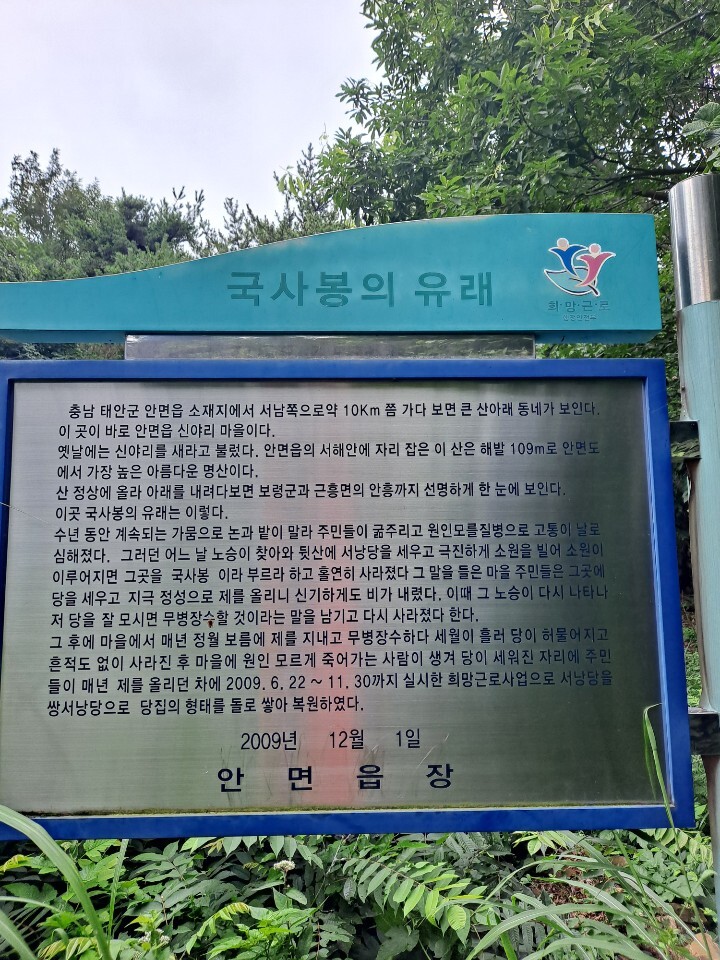 국사봉의 유래
희·망·근·로
충남 태안군 안면읍 소재지에서 서남쪽으로약 10Km 쯤 가다 보면 큰 산아래 동네가 보인다.
이 곳이 바로 안면읍 신야리 마을이다.
옛날에는 신야리를 새라고 불렀다. 안면읍의 서해안에 자리 잡은 이 산은 해발 109m로 안면도
에서 가장 높은 아름다운 명산이다.
산 정상에 올라 아래를 내려다보면 보령군과 근흥면의 안흥까지 선명하게 한 눈에 보인다.
이곳 국사봉의 유래는 이렇다.
수년 동안 계속되는 가뭄으로 논과 밭이 말라 주민들이 굶주리고 원인모를질병으로 고통이 날로
심해졌다. 그러던 어느 날 노승이 찾아와 뒷산에 서낭당을 세우고 극진하게 소원을 빌어 소원이
이루어지면 그곳을 국사봉 이라 부르라 하고 홀연히 사라졌다 그 말을 들은 마을 주민들은 그곳에
당을 세우고 지극 정성으로 제를 올리니 신기하게도 비가 내렸다. 이때 그 노승이 다시 나타나
저 당을 잘 모시면 무병장수할 것이라는 말을 남기고 다시 사라졌다 한다.
그 후에 마을에서 매년 정월 보름에 제를 지내고 무병장수하다 세월이 흘러 당이 허물어지고
흔적도 없이 사라진 후 마을에 원인 모르게 죽어가는 사람이 생겨 당이 세워진 자리에 주민
들이 매년 제를 올리던 차에 2009. 6. 22 ~ 11. 30까지 실시한 희망근로사업으로 서낭당을
쌍서낭당으로 당집의 형태를 돌로 쌓아 복원하였다.
2009년 12월 1일
안 면 읍 장